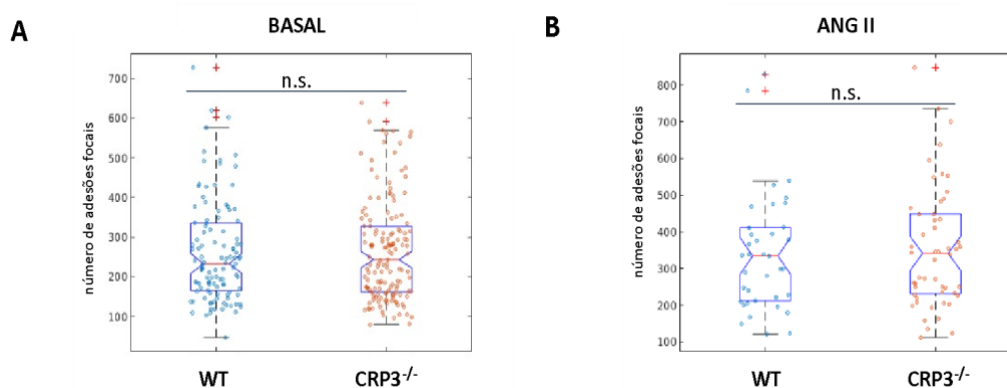 A
BASAL
número de adesões focais
700
600
500
400
300
200
100
n.s.
WT
CRP3-/-
B
ANG II
número de adesões focais
800
700
600
500
400
300
200
100
n.s.
WT
CRP3-/-